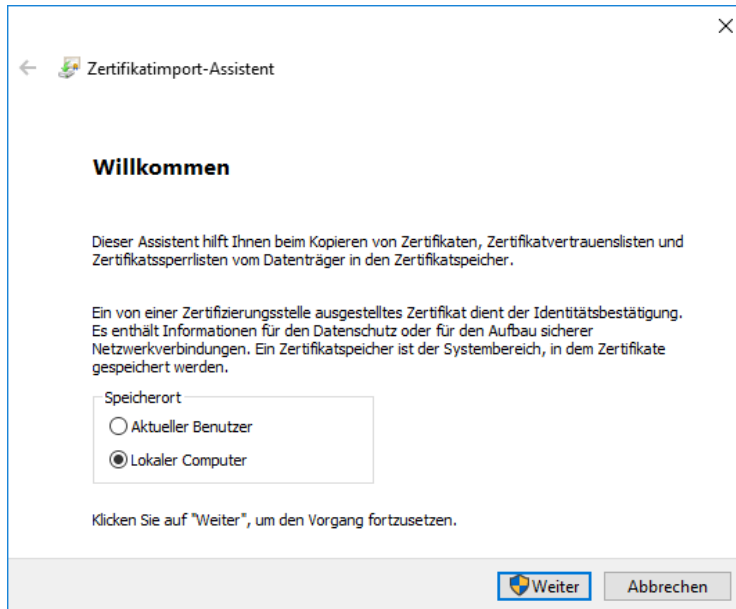 Zertifikatimport-Assistent
Willkommen
Dieser Assistent hilft Ihnen beim Kopieren von Zertifikaten, Zertifikatvertrauenslisten und
Zertifikatssperrlisten vom Datenträger in den Zertifikatspeicher.
Ein von einer Zertifizierungsstelle ausgestelltes Zertifikat dient der Identitätsbestätigung.
Es enthält Informationen für den Datenschutz oder für den Aufbau sicherer
Netzwerkverbindungen. Ein Zertifikatspeicher ist der Systembereich, in dem Zertifikate
gespeichert werden.
Speicherort
Aktueller Benutzer
Lokaler Computer
Klicken Sie auf "Weiter", um den Vorgang fortzusetzen.
Weiter Abbrechen